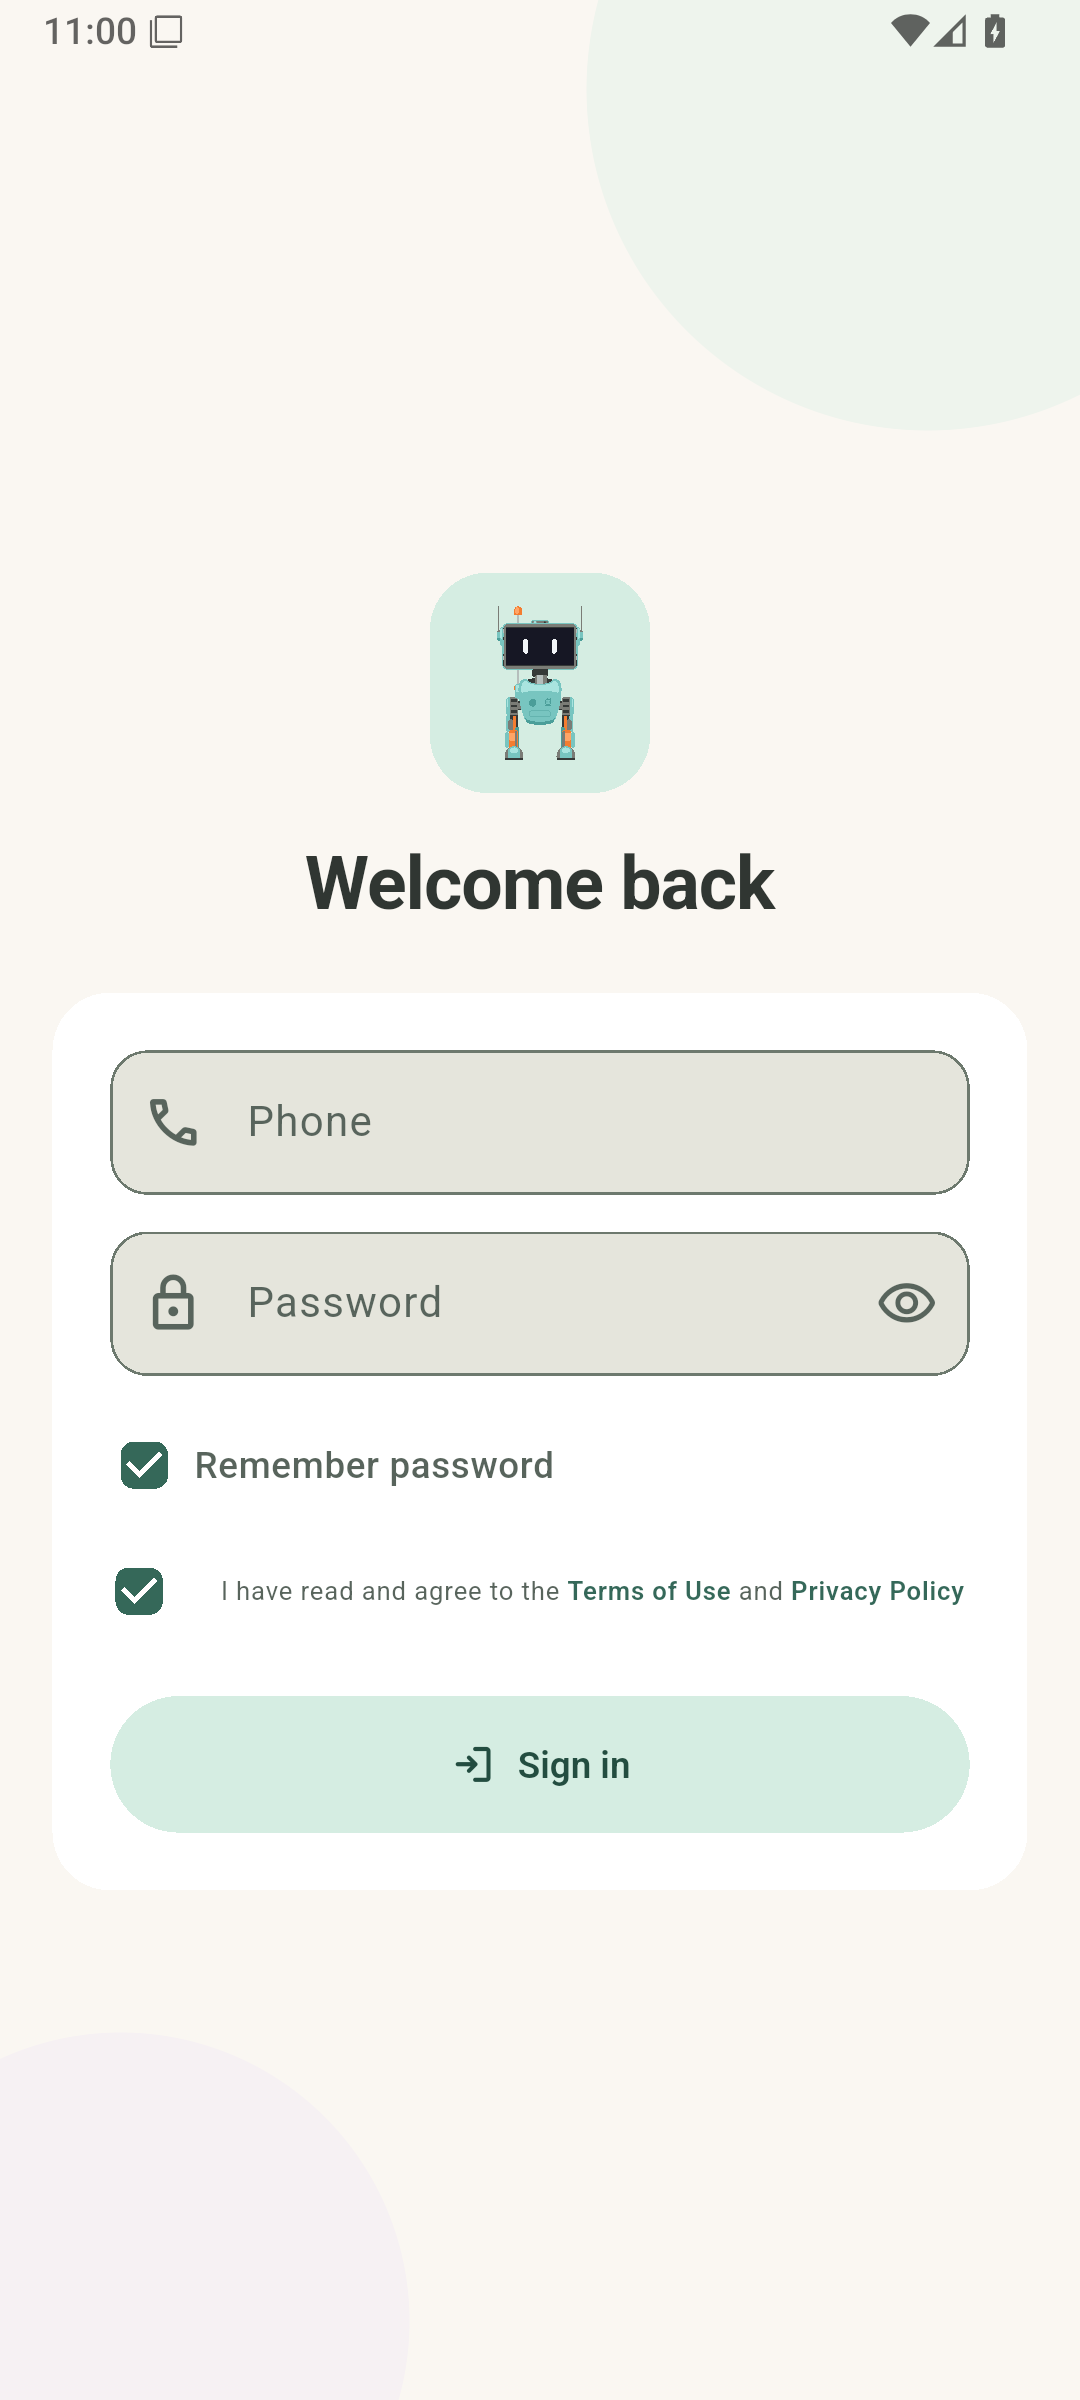 11:00
Welcome back
Phone
Password
Remember password
I have read and agree to the Terms of Use and Privacy Policy
Sign in